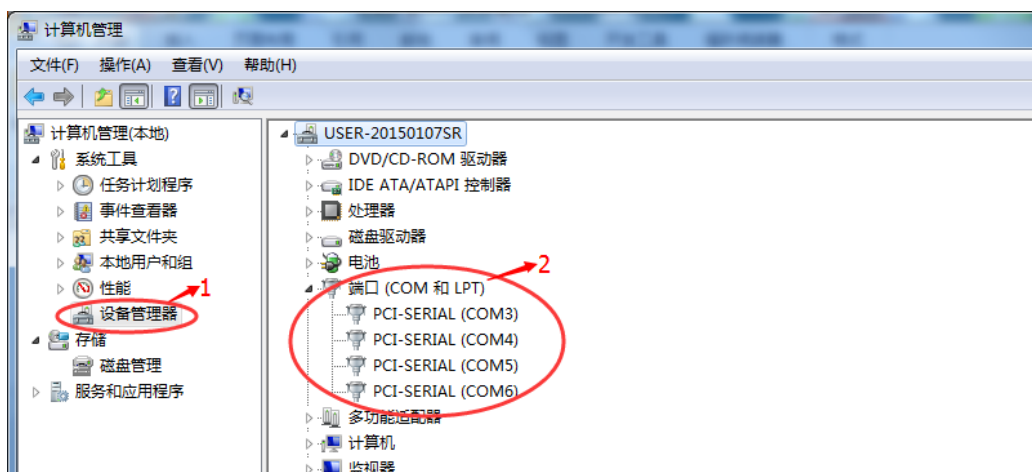 计算机管理
文件(F) 操作(A) 查看(V) 帮助(H)
计算机管理(本地)
系统工具
任务计划程序
事件查看器
共享文件夹
本地用户和组
性能
1
设备管理器
存储
磁盘管理
服务和应用程序
USER-20150107SR
DVD/CD-ROM 驱动器
IDE ATA/ATAPI 控制器
处理器
磁盘驱动器
电池
2
端口 (COM 和 LPT)
PCI-SERIAL (COM3)
PCI-SERIAL (COM4)
PCI-SERIAL (COM5)
PCI-SERIAL (COM6)
多功能适配器
计算机
监视器